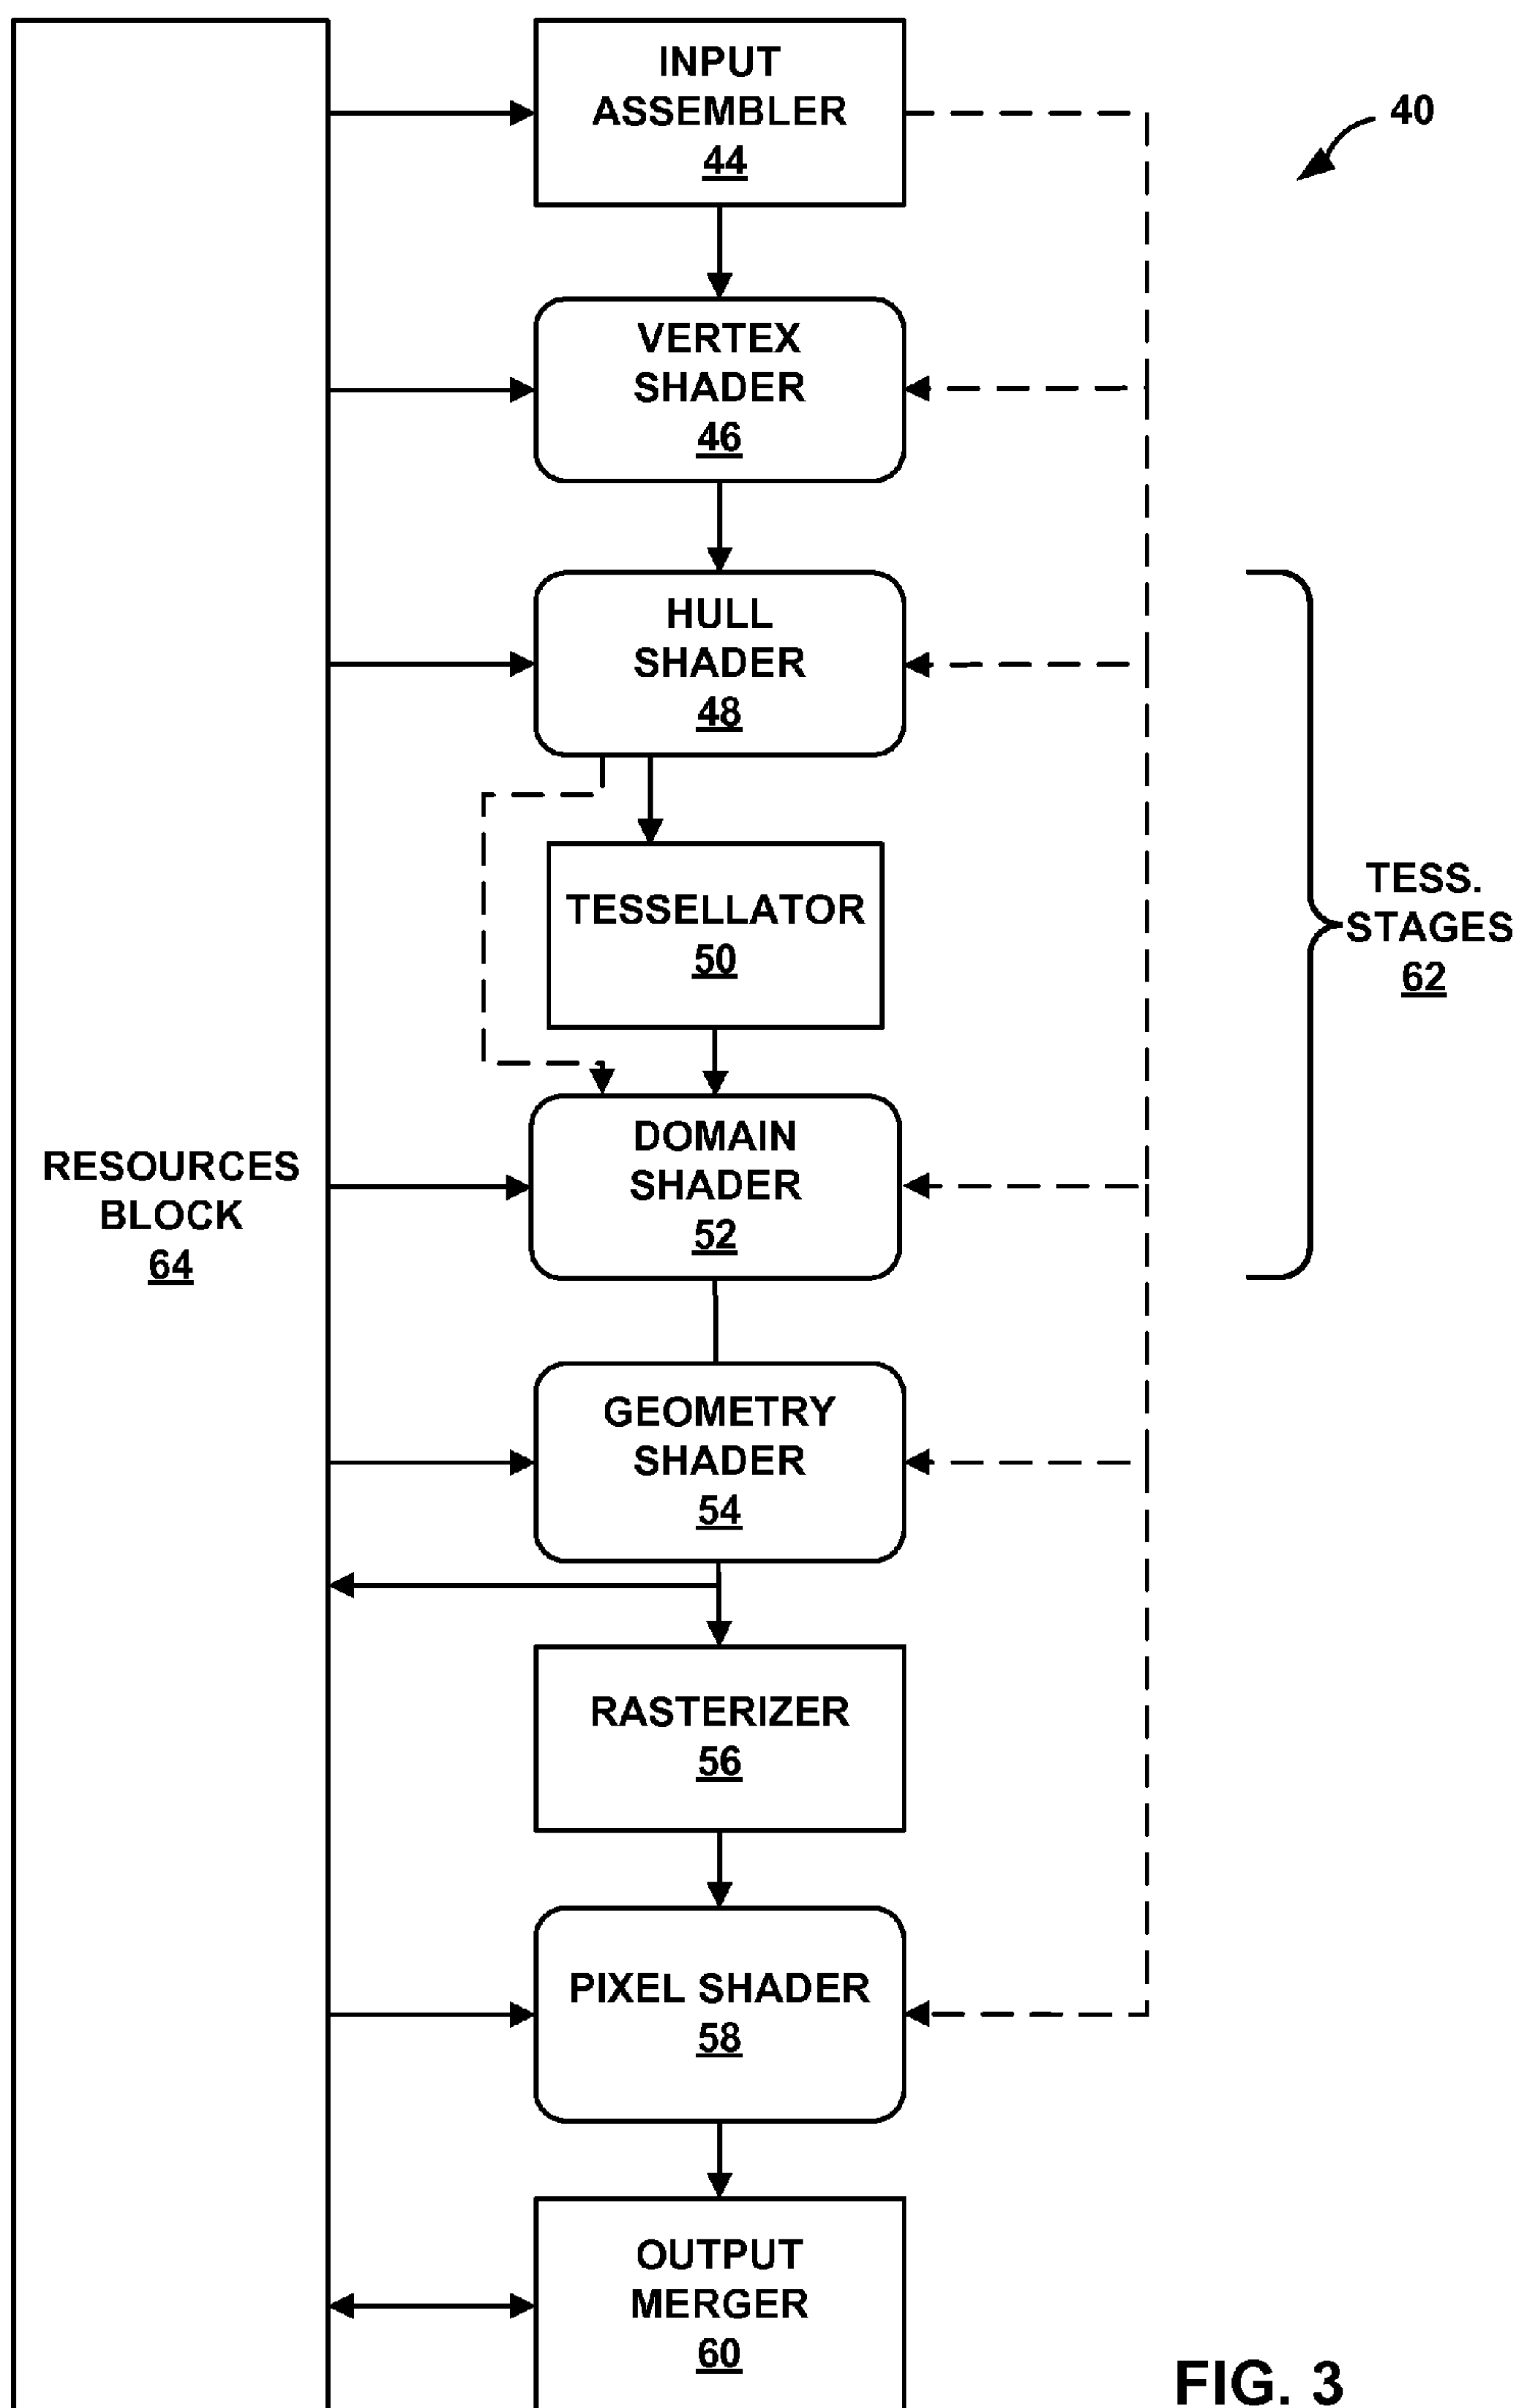 INPUT
ASSEMBLER
44
40
VERTEX
SHADER
46
HULL
SHADER
48
TESSELLATOR
50
TESS.
STAGES
62
RESOURCES
BLOCK
64
DOMAIN
SHADER
52
GEOMETRY
SHADER
54
RASTERIZER
56
PIXEL SHADER
58
OUTPUT
MERGER
60
FIG. 3